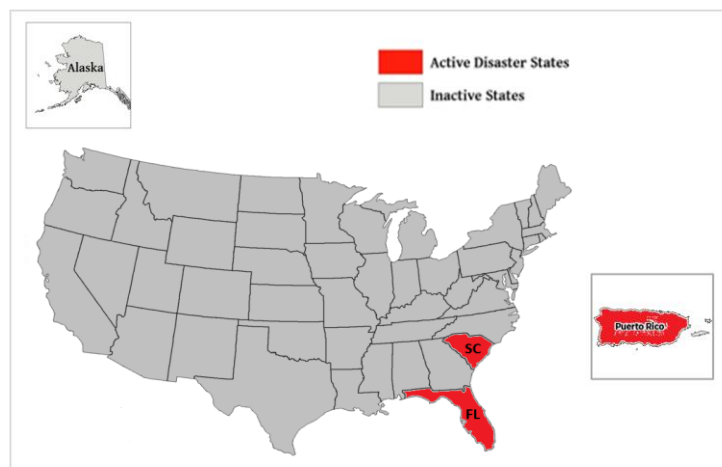 Alaska
Active Disaster States
Inactive States
Puerto Rico
SC
FL